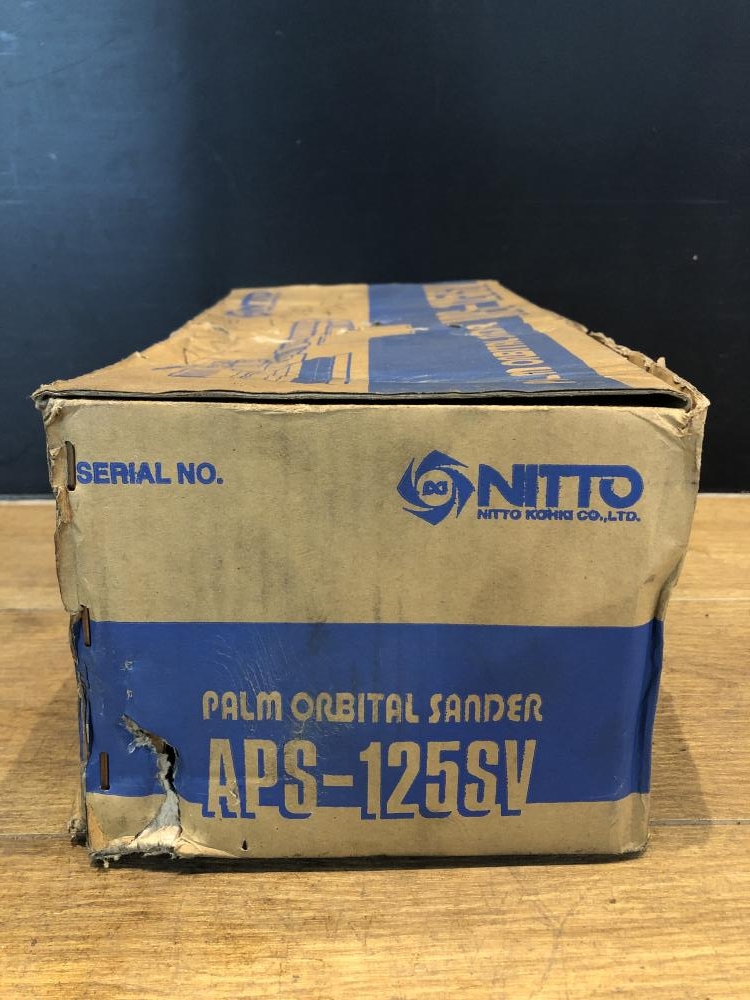 SERIAL NO.
NITTO
NITTO KOHKI CO.,LTD.
PALM ORBITAL SANDER
APS-125SV